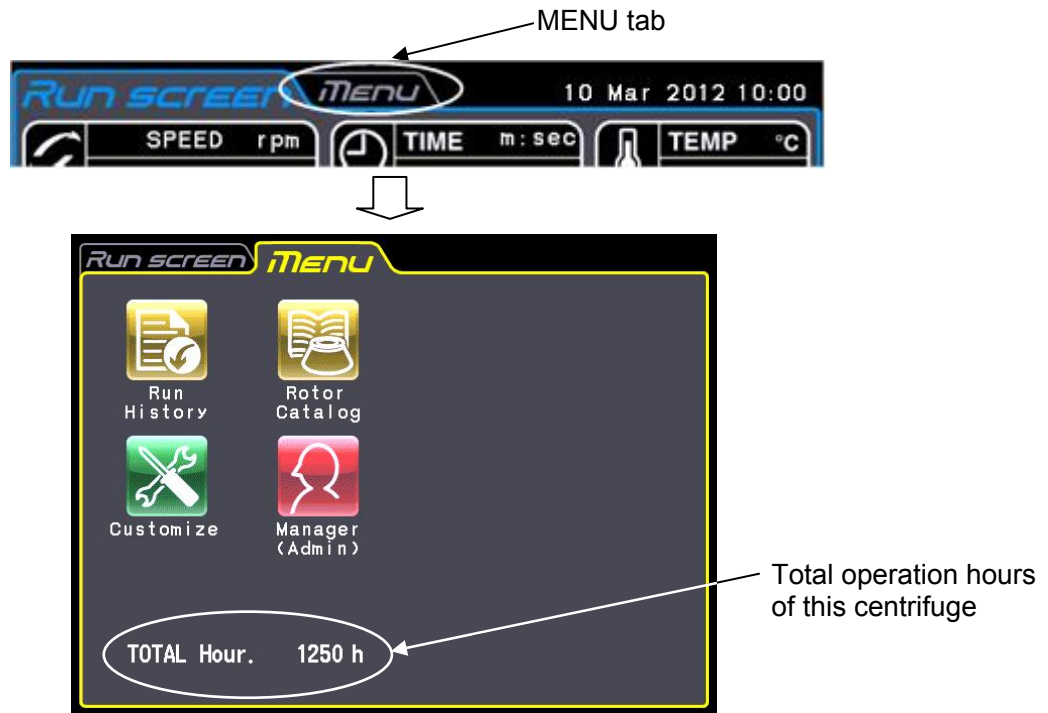 MENU tab
Run screen Menu 10 Mar 2012 10:00
SPEED rpm TIME m:sec TEMP °C
Run screen Menu
Run Rotor
History Catalog
Customize Manager
(Admin)
Total operation hours
of this centrifuge
TOTAL Hour. 1250 h